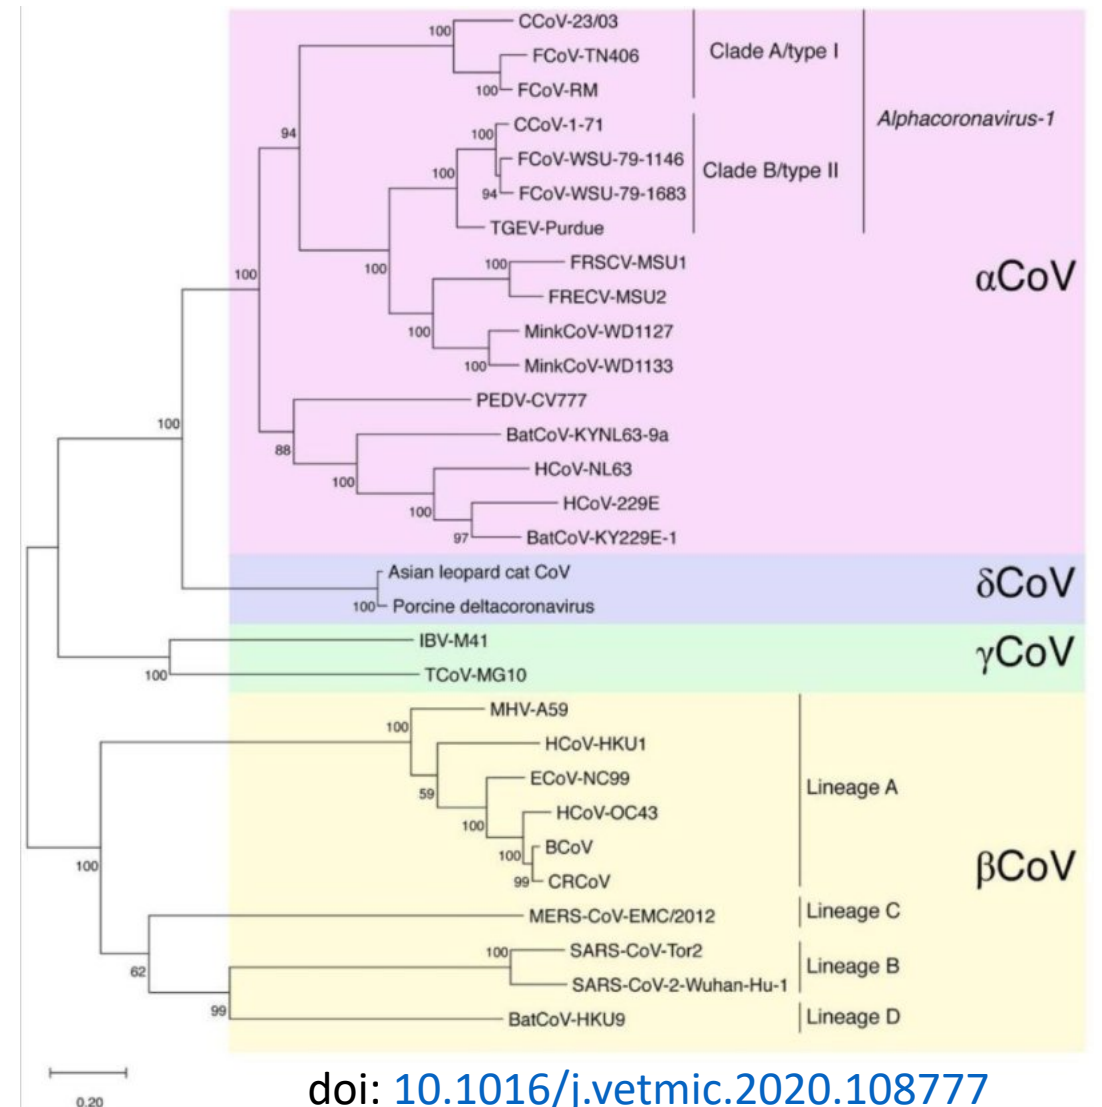 100
CCoV-23/03
FCoV-TN406
100 FCoV-RM
Clade A/type I
94
100
CCoV-1-71
FCoV-WSU-79-1146
94 FCoV-WSU-79-1683
100
TGEV-Purdue
Clade B/type II
Alphacoronavirus-1
100
100
100
FRSCV-MSU1
FRECV-MSU2
100
MinkCoV-WD1127
100
MinkCoV-WD1133
αCoV
PEDV-CV777
88
BatCoV-KYNL63-9a
100
HCoV-NL63
100
HCoV-229E
97
BatCoV-KY229E-1
100
Asian leopard cat CoV
100 Porcine deltacoronavirus
δCoV
IBV-M41
100
TCoV-MG10
γCoV
100
MHV-A59
HCoV-HKU1
59
ECoV-NC99
100
HCoV-OC43
100
BCoV
99
CRCoV
Lineage A
βCoV
100
MERS-CoV-EMC/2012
Lineage C
62
100
SARS-CoV-Tor2
SARS-CoV-2-Wuhan-Hu-1
Lineage B
99
BatCoV-HKU9
Lineage D
0.20
doi: 10.1016/j.vetmic.2020.108777